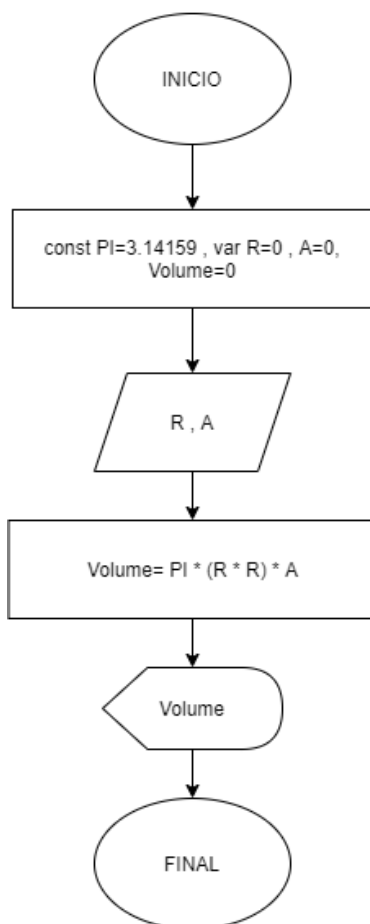 INICIO
const PI=3.14159 , var R=0 , A=0,
Volume=0
R , A
Volume= PI * (R * R) * A
Volume
FINAL